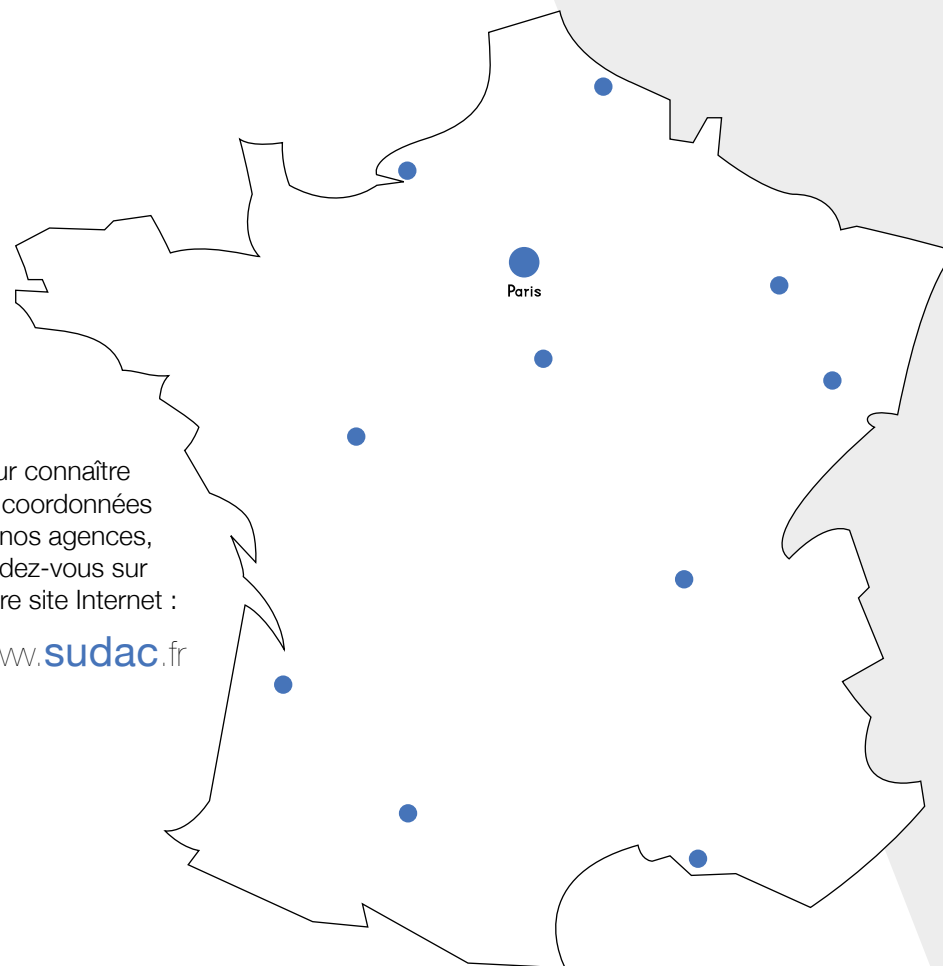 Paris
ur connaître
coordonnées
nos agences,
dez-vous sur
re site Internet :
w.sudac.fr